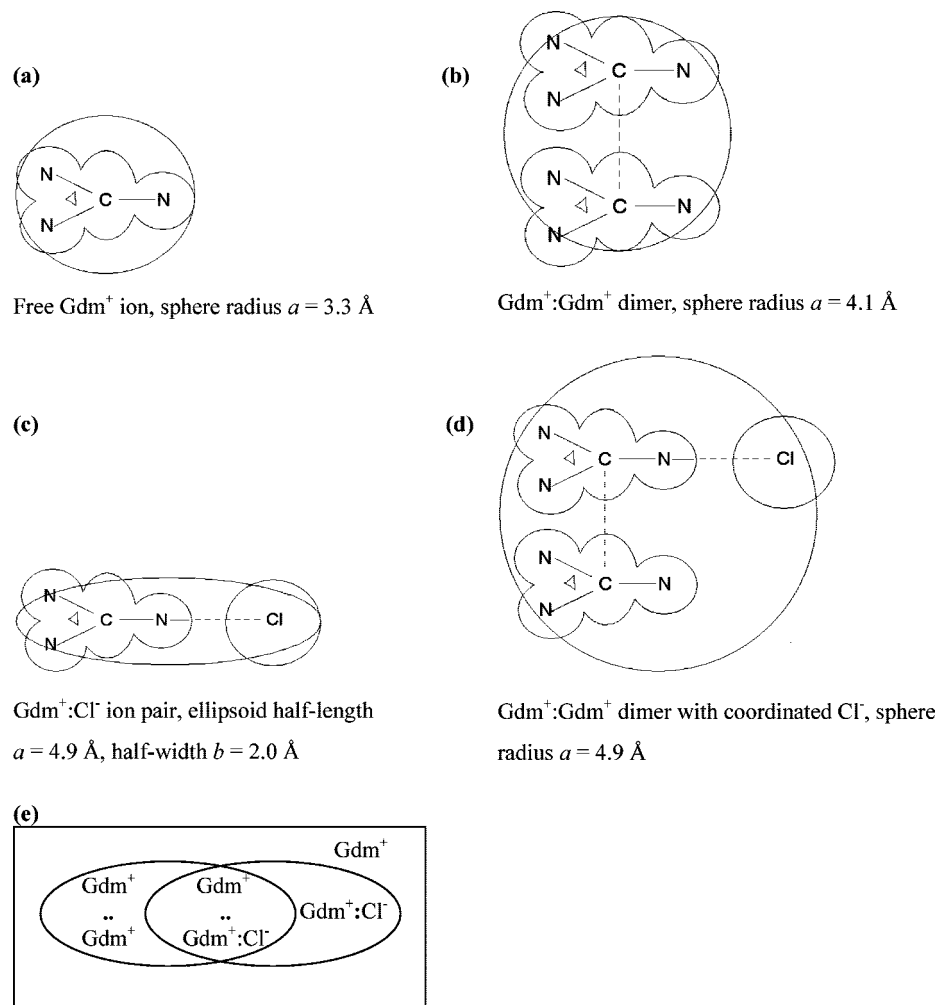 (a)
N
N
C
N
Free Gdm⁺ ion, sphere radius a = 3.3 Å
(b)
N
N
C
N
N
N
C
N
Gdm⁺:Gdm⁺ dimer, sphere radius a = 4.1 Å
(c)
N
N
C
N
Cl
Gdm⁺:Cl⁻ ion pair, ellipsoid half-length
a = 4.9 Å, half-width b = 2.0 Å
(d)
N
N
C
N
Cl
N
N
C
N
Gdm⁺:Gdm⁺ dimer with coordinated Cl⁻, sphere
radius a = 4.9 Å
(e)
Gdm⁺
Gdm⁺
..
Gdm⁺
Gdm⁺
..
Gdm⁺:Cl⁻
Gdm⁺:Cl⁻